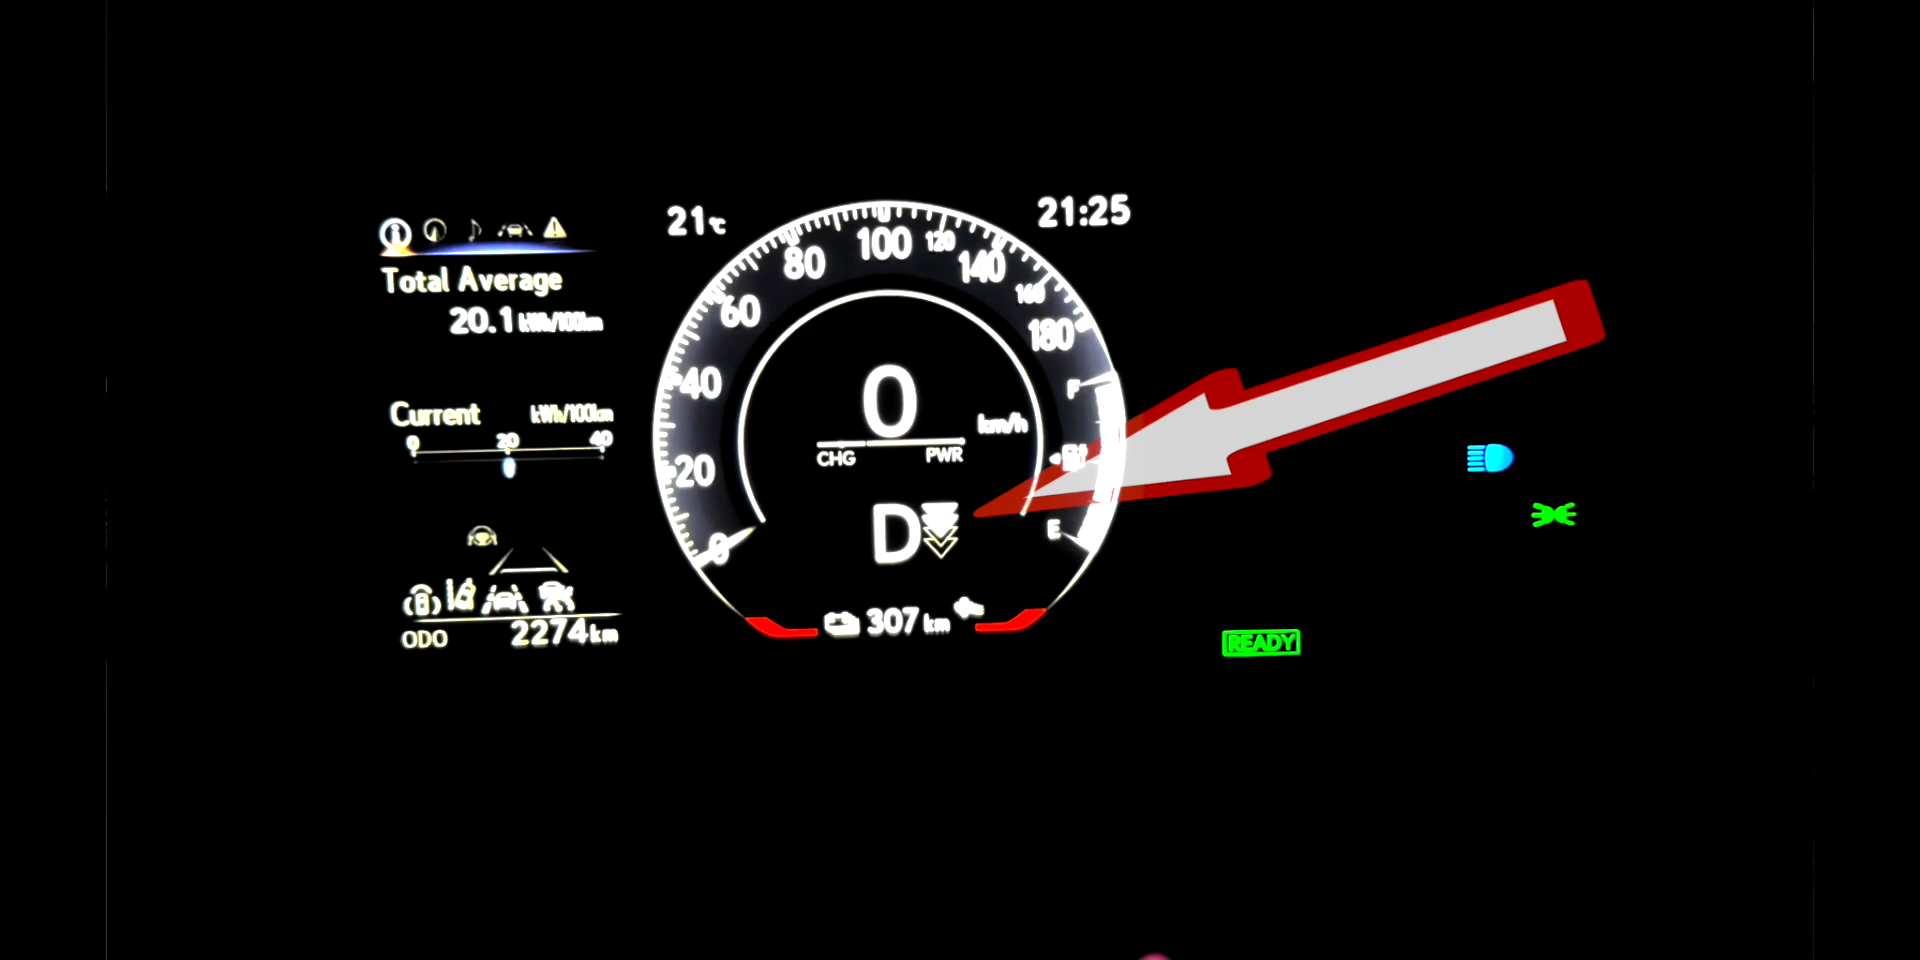 21℃
21:25
Total Average
20.1 kWh/100km
Current kWh/100km
0 20 40
ODO 2274 km
0
20
40
60
80
100
120
140
160
180
F
E
0 km/h
CHG PWR
D
307 km
READY